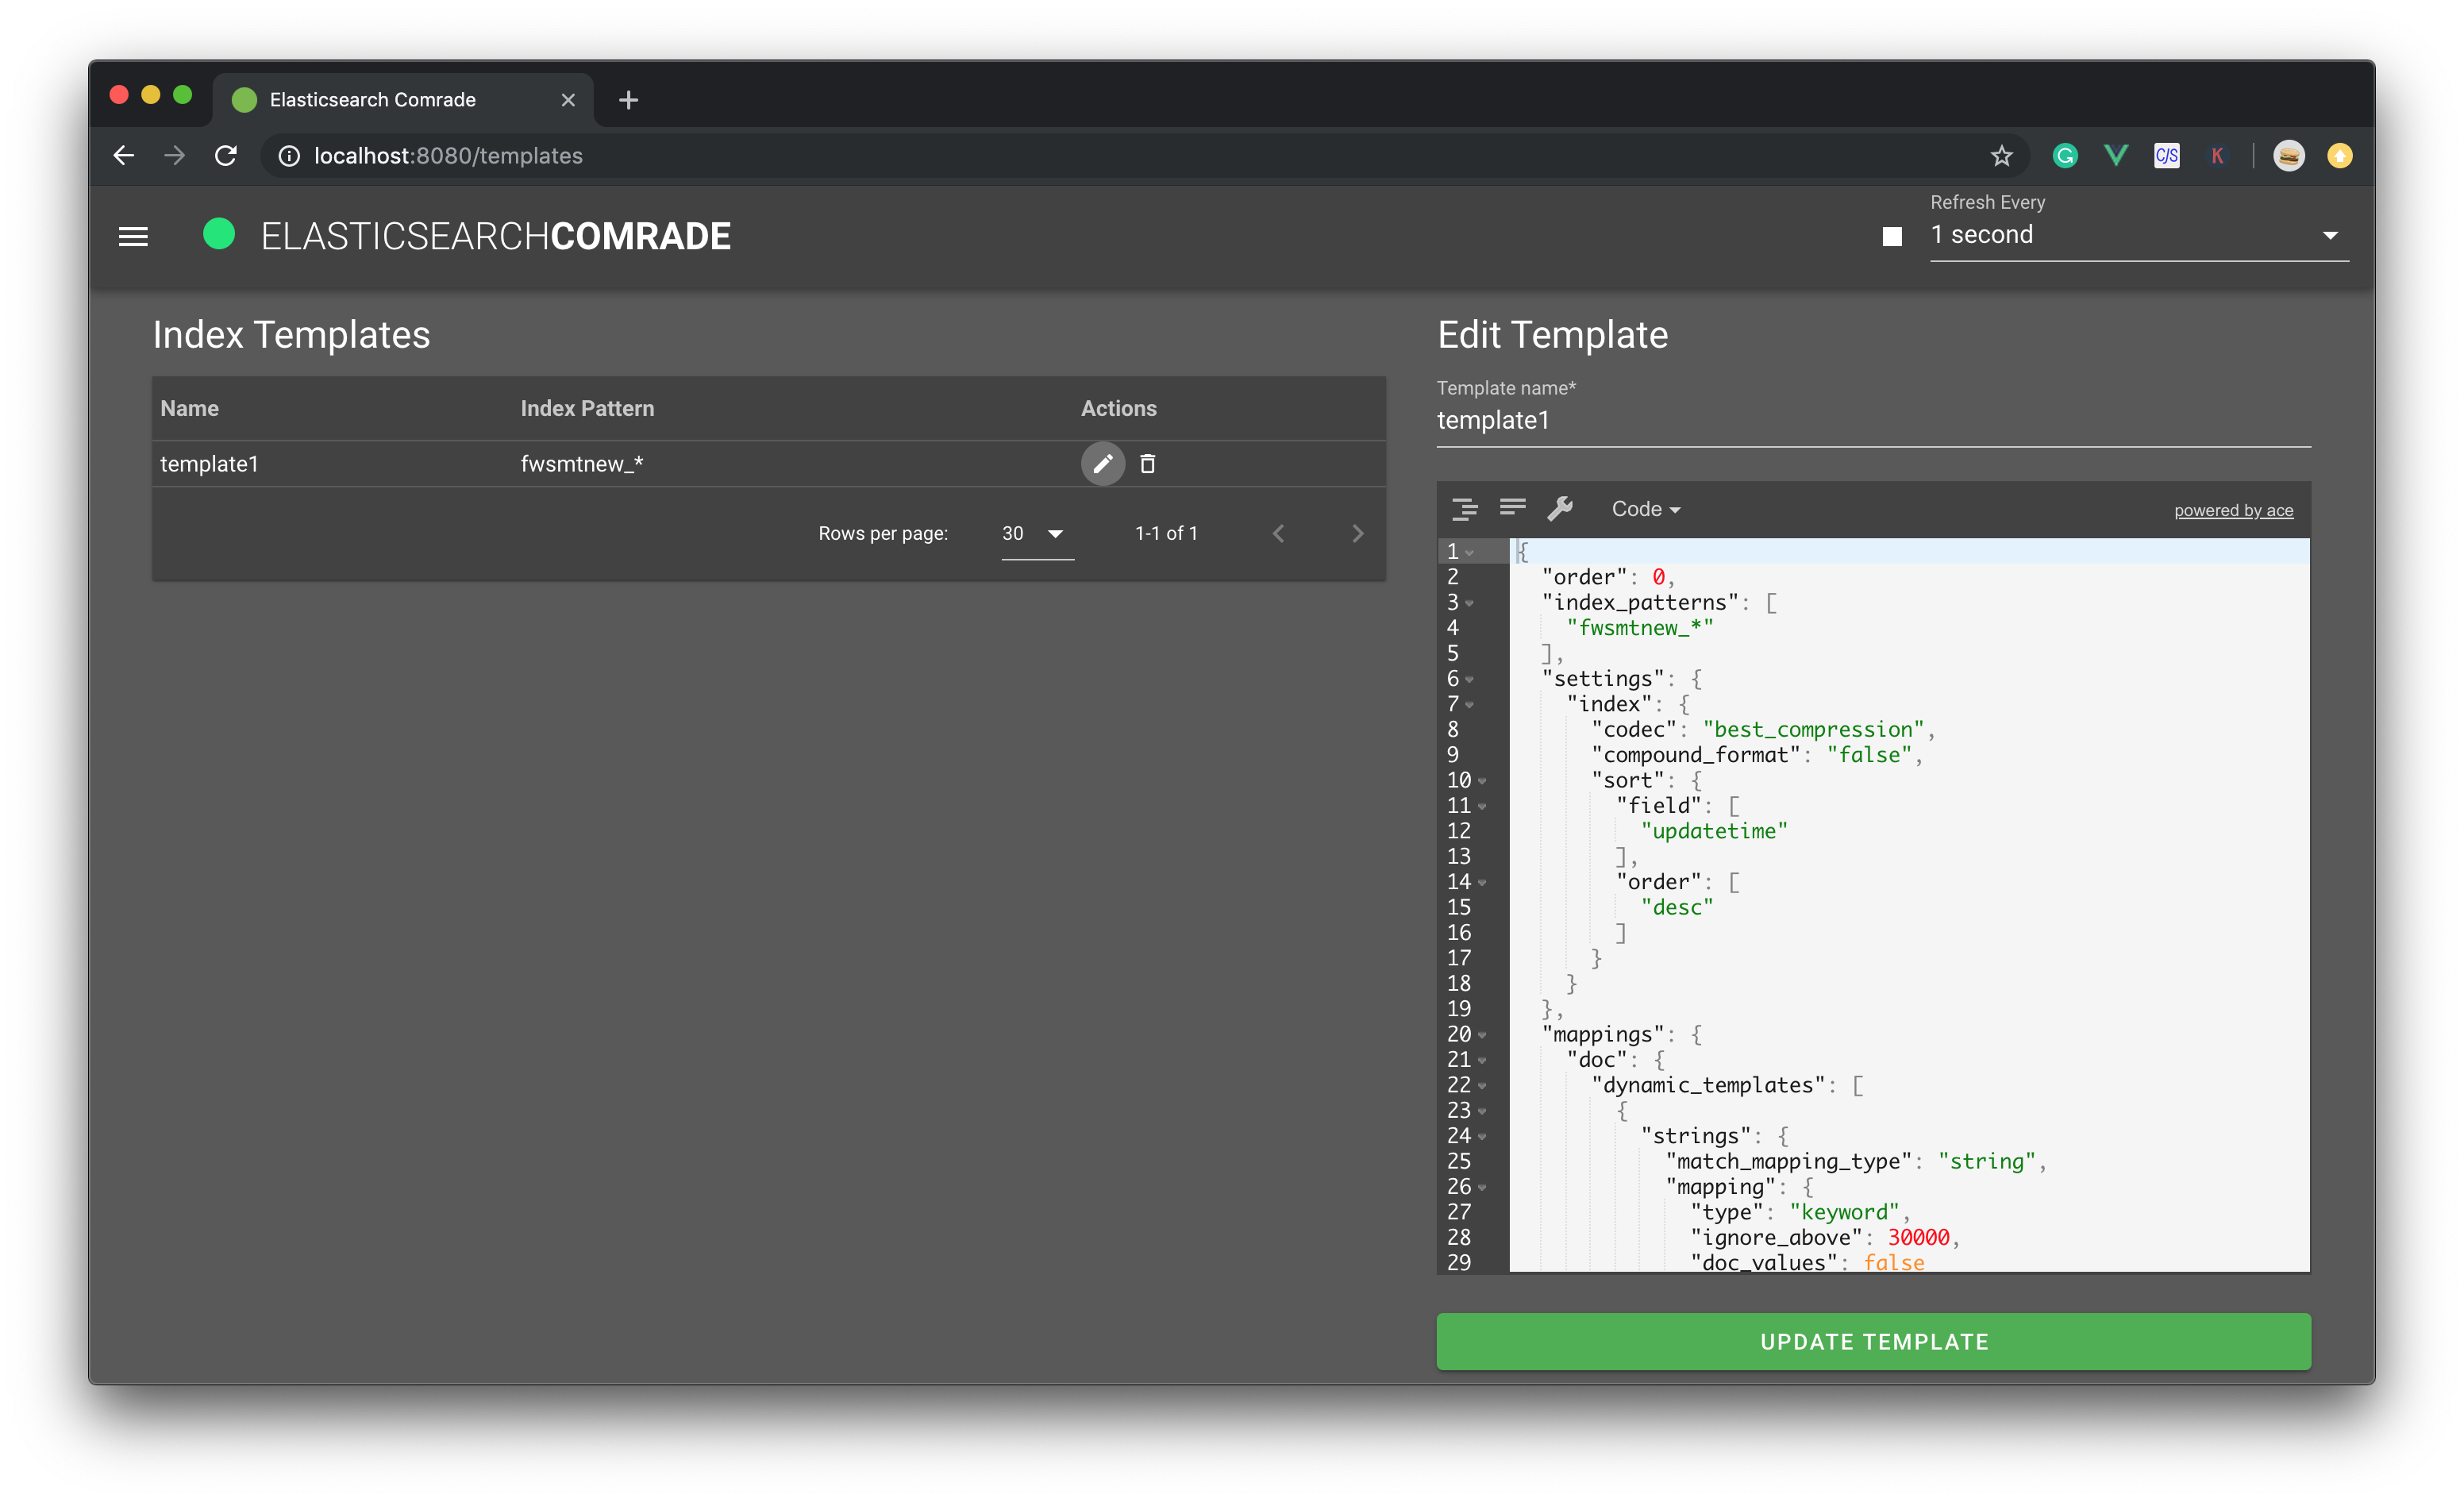 Elasticsearch Comrade
localhost:8080/templates
C/S
K
ELASTICSEARCHCOMRADE
Refresh Every
1 second
Index Templates
Name Index Pattern Actions
template1 fwsmtnew_*
Rows per page: 30 1-1 of 1
Edit Template
Template name*
template1
Code
powered by ace
1 {
2 "order": 0,
3 "index_patterns": [
4 "fwsmtnew_*"
5 ],
6 "settings": {
7 "index": {
8 "codec": "best_compression",
9 "compound_format": "false",
10 "sort": {
11 "field": [
12 "updatetime"
13 ],
14 "order": [
15 "desc"
16 ]
17 }
18 }
19 },
20 "mappings": {
21 "doc": {
22 "dynamic_templates": [
23 {
24 "strings": {
25 "match_mapping_type": "string",
26 "mapping": {
27 "type": "keyword",
28 "ignore_above": 30000,
29 "doc_values": false
UPDATE TEMPLATE